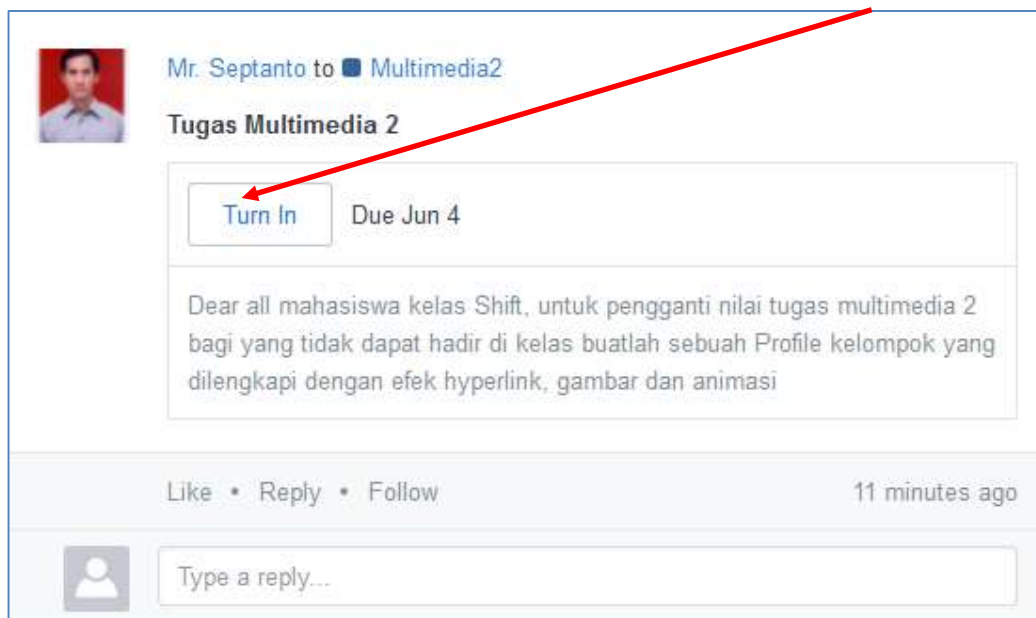 Mr. Septanto to Multimedia2
Tugas Multimedia 2
Turn In Due Jun 4
Dear all mahasiswa kelas Shift, untuk pengganti nilai tugas multimedia 2
bagi yang tidak dapat hadir di kelas buatlah sebuah Profile kelompok yang
dilengkapi dengan efek hyperlink, gambar dan animasi
Like • Reply • Follow 11 minutes ago
Type a reply...